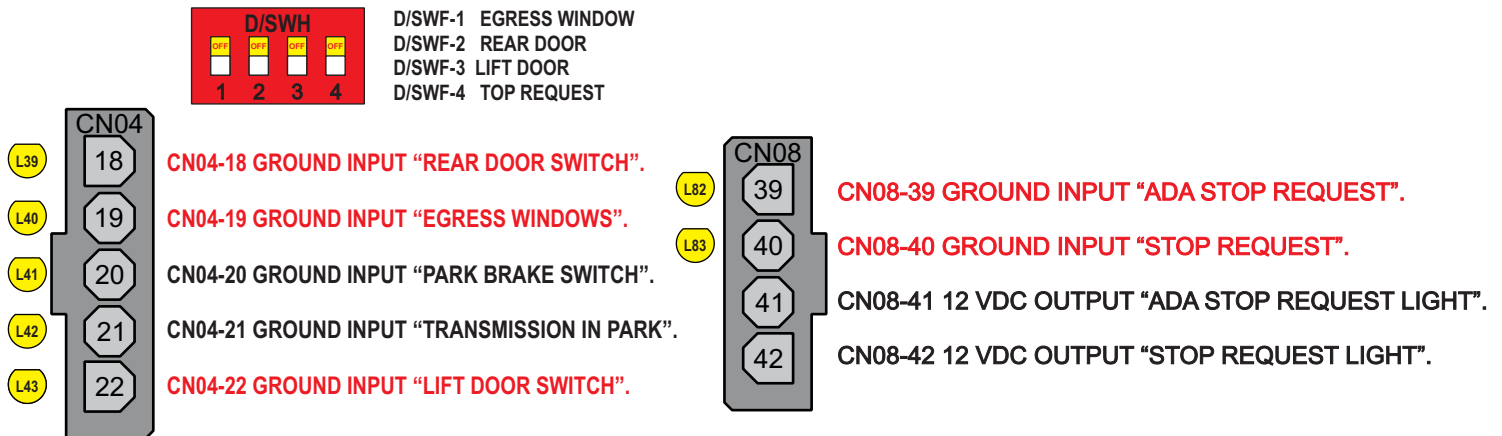 D/SWH
OFF OFF OFF OFF
1 2 3 4
D/SWF-1 EGRESS WINDOW
D/SWF-2 REAR DOOR
D/SWF-3 LIFT DOOR
D/SWF-4 TOP REQUEST
CN04
L39 18 CN04-18 GROUND INPUT “REAR DOOR SWITCH”.
L40 19 CN04-19 GROUND INPUT “EGRESS WINDOWS”.
L41 20 CN04-20 GROUND INPUT “PARK BRAKE SWITCH”.
L42 21 CN04-21 GROUND INPUT “TRANSMISSION IN PARK”.
L43 22 CN04-22 GROUND INPUT “LIFT DOOR SWITCH”.
CN08
L82 39 CN08-39 GROUND INPUT “ADA STOP REQUEST”.
L83 40 CN08-40 GROUND INPUT “STOP REQUEST”.
41 CN08-41 12 VDC OUTPUT “ADA STOP REQUEST LIGHT”.
42 CN08-42 12 VDC OUTPUT “STOP REQUEST LIGHT”.